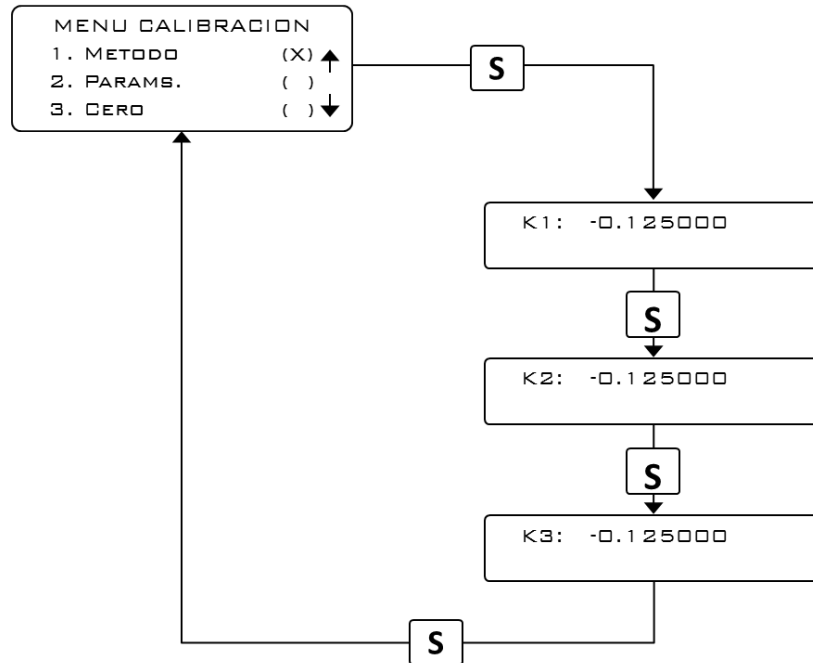 MENU CALIBRACION
1. METODO (X)
2. PARAMS. ( )
3. CERO ( )
S
K1: -0.125000
S
K2: -0.125000
S
K3: -0.125000
S